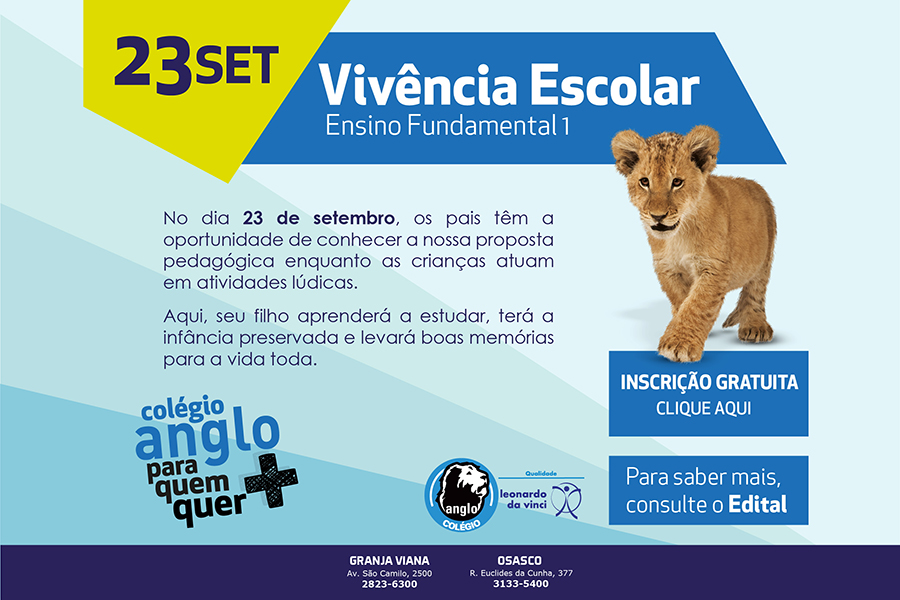 23SET
Vivência Escolar
Ensino Fundamental 1
No dia 23 de setembro, os pais têm a
oportunidade de conhecer a nossa proposta
pedagógica enquanto as crianças atuam
em atividades lúdicas.
Aqui, seu filho aprenderá a estudar, terá a
infância preservada e levará boas memórias
para a vida toda.
INSCRIÇÃO GRATUITA
CLIQUE AQUI
colégio
anglo
para
quem
quer +
anglo
COLÉGIO
Qualidade
leonardo
da vinci
Para saber mais,
consulte o Edital
GRANJA VIANA
Av. São Camilo, 2500
2823-6300
OSASCO
R. Euclides da Cunha, 377
3133-5400